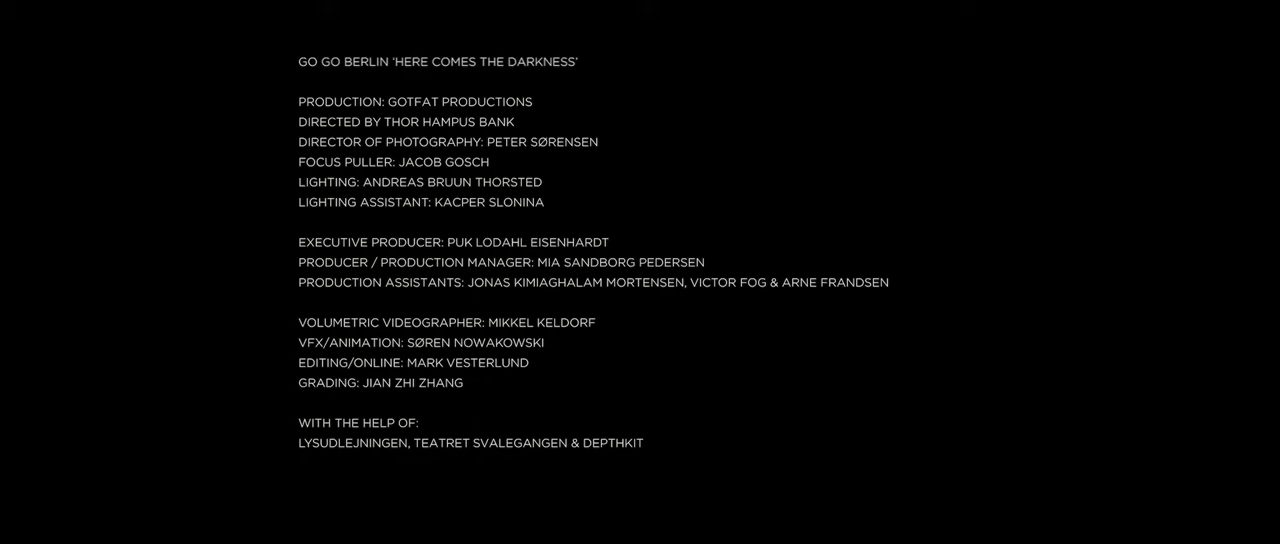 GO GO BERLIN ‘HERE COMES THE DARKNESS’
PRODUCTION: GOTFAT PRODUCTIONS
DIRECTED BY THOR HAMPUS BANK
DIRECTOR OF PHOTOGRAPHY: PETER SØRENSEN
FOCUS PULLER: JACOB GOSCH
LIGHTING: ANDREAS BRUUN THORSTED
LIGHTING ASSISTANT: KACPER SLONINA
EXECUTIVE PRODUCER: PUK LODAHL EISENHARDT
PRODUCER / PRODUCTION MANAGER: MIA SANDBORG PEDERSEN
PRODUCTION ASSISTANTS: JONAS KIMIAGHALAM MORTENSEN, VICTOR FOG & ARNE FRANDSEN
VOLUMETRIC VIDEOGRAPHER: MIKKEL KELDORF
VFX/ANIMATION: SØREN NOWAKOWSKI
EDITING/ONLINE: MARK VESTERLUND
GRADING: JIAN ZHI ZHANG
WITH THE HELP OF:
LYSUDLEJNINGEN, TEATRET SVALEGANGEN & DEPTHKIT